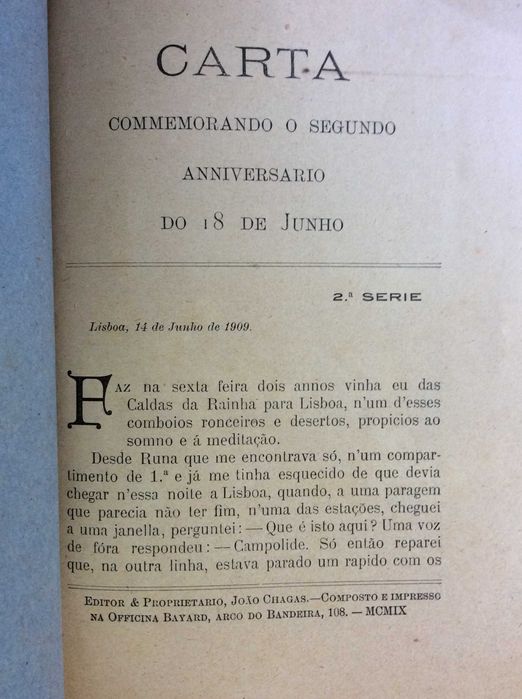 CARTA
COMMEMORANDO O SEGUNDO
ANNIVERSARIO
DO 18 DE JUNHO
2.ª SERIE
Lisboa, 14 de Junho de 1909.
FAZ na sexta feira dois annos vinha eu das
Caldas da Rainha para Lisboa, n'um d'esses
comboios ronceiros e desertos, propicios ao
somno e á meditação.
Desde Runa que me encontrava só, n'um compar-
timento de 1.ª e já me tinha esquecido de que devia
chegar n'essa noite a Lisboa, quando, a uma paragem
que parecia não ter fim, n'uma das estações, cheguei
a uma janella, perguntei: — Que é isto aqui? Uma voz
de fóra respondeu: — Campolide. Só então reparei
que, na outra linha, estava parado um rapido com os
EDITOR & PROPRIETARIO, JOÃO CHAGAS.—COMPOSTO E IMPRESSO
NA OFFICINA BAYARD, ARCO DO BANDEIRA, 108. — MCMIX